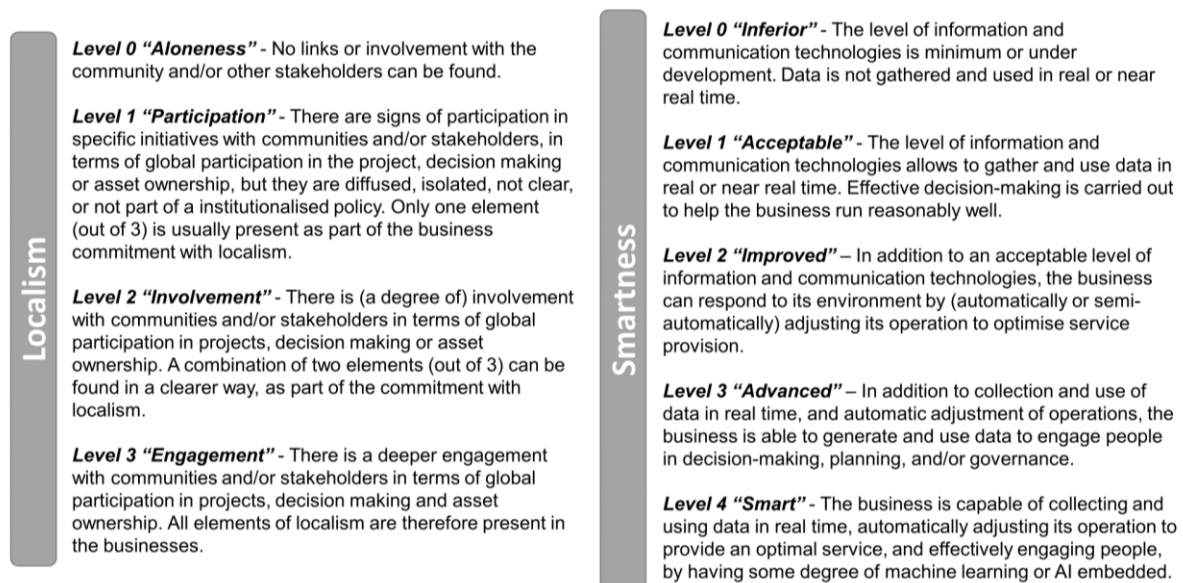 Localism
Level 0 “Aloneness” - No links or involvement with the
community and/or other stakeholders can be found.
Level 1 “Participation” - There are signs of participation in
specific initiatives with communities and/or stakeholders, in
terms of global participation in the project, decision making
or asset ownership, but they are diffused, isolated, not clear,
or not part of a institutionalised policy. Only one element
(out of 3) is usually present as part of the business
commitment with localism.
Level 2 “Involvement” - There is (a degree of) involvement
with communities and/or stakeholders in terms of global
participation in projects, decision making or asset
ownership. A combination of two elements (out of 3) can be
found in a clearer way, as part of the commitment with
localism.
Level 3 “Engagement” - There is a deeper engagement
with communities and/or stakeholders in terms of global
participation in projects, decision making and asset
ownership. All elements of localism are therefore present in
the businesses.
Smartness
Level 0 “Inferior” - The level of information and
communication technologies is minimum or under
development. Data is not gathered and used in real or near
real time.
Level 1 “Acceptable” - The level of information and
communication technologies allows to gather and use data in
real or near real time. Effective decision-making is carried out
to help the business run reasonably well.
Level 2 “Improved” – In addition to an acceptable level of
information and communication technologies, the business
can respond to its environment by (automatically or semi-
automatically) adjusting its operation to optimise service
provision.
Level 3 “Advanced” – In addition to collection and use of
data in real time, and automatic adjustment of operations, the
business is able to generate and use data to engage people
in decision-making, planning, and/or governance.
Level 4 “Smart” - The business is capable of collecting and
using data in real time, automatically adjusting its operation to
provide an optimal service, and effectively engaging people,
by having some degree of machine learning or AI embedded.